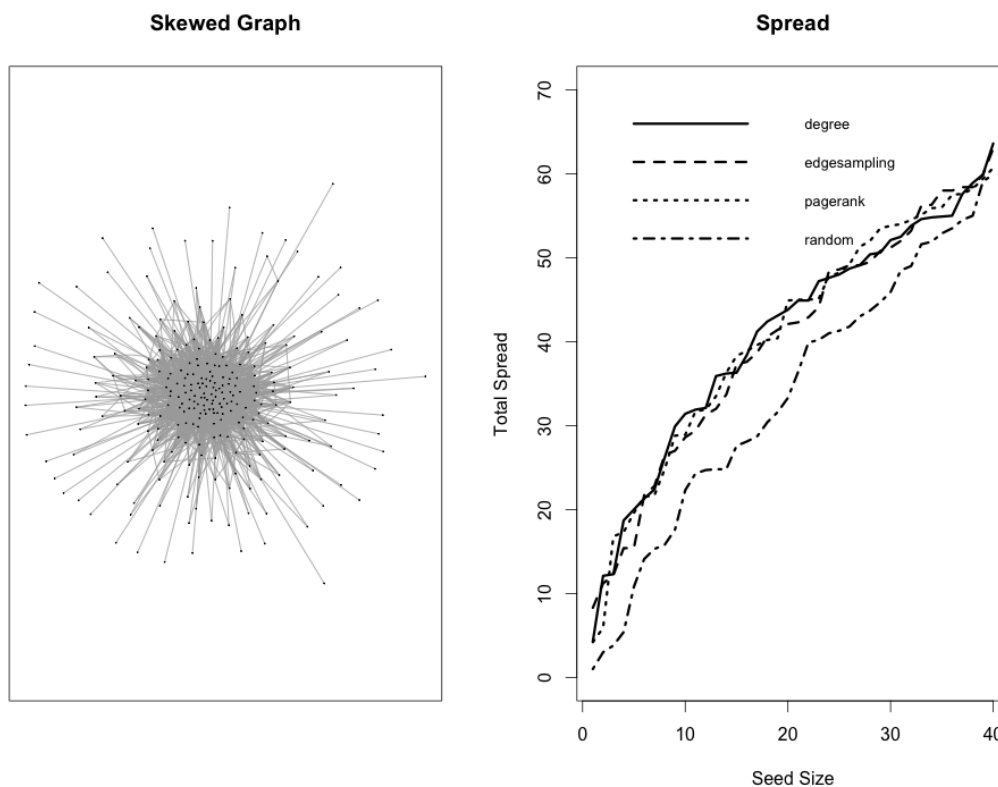 Skewed Graph
Spread
Total Spread
70
60
50
40
30
20
10
0
degree
edgesampling
pagerank
random
0 10 20 30 40
Seed Size